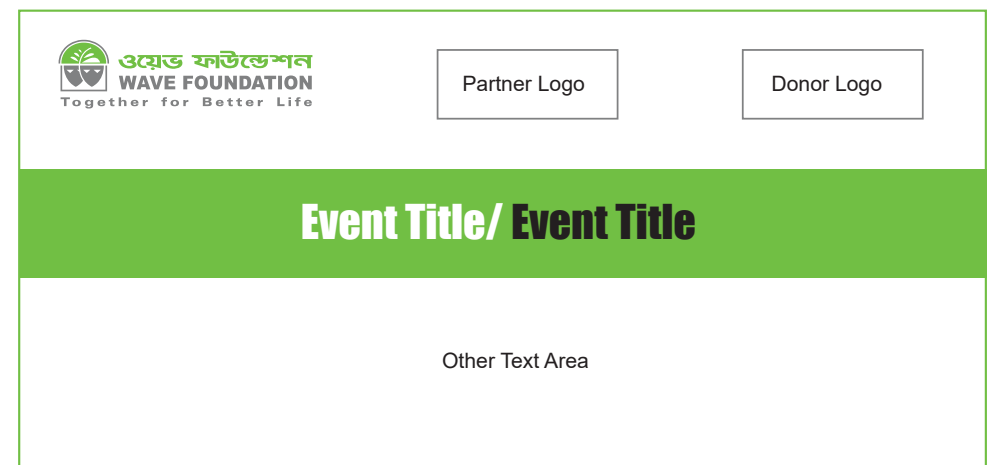 ওয়েভ ফাউন্ডেশন
WAVE FOUNDATION
Together for Better Life
Partner Logo
Donor Logo
Event Title/ Event Title
Other Text Area